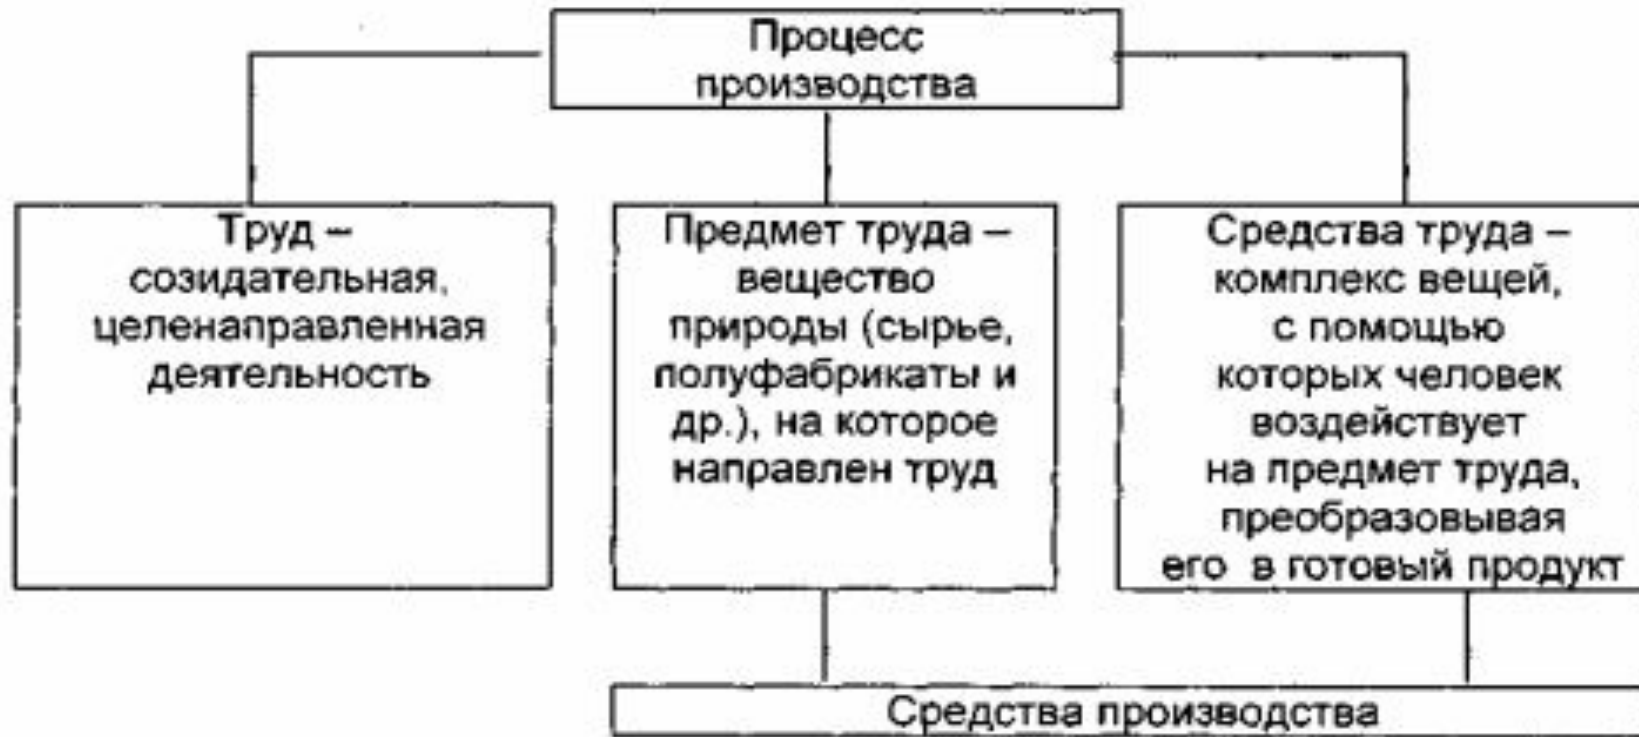 Процесс
производства
Труд –
созидательная,
целенаправленная
деятельность
Предмет труда –
вещество
природы (сырье,
полуфабрикаты и
др.), на которое
направлен труд
Средства труда –
комплекс вещей,
с помощью
которых человек
воздействует
на предмет труда,
преобразовывая
его в готовый продукт
Средства производства